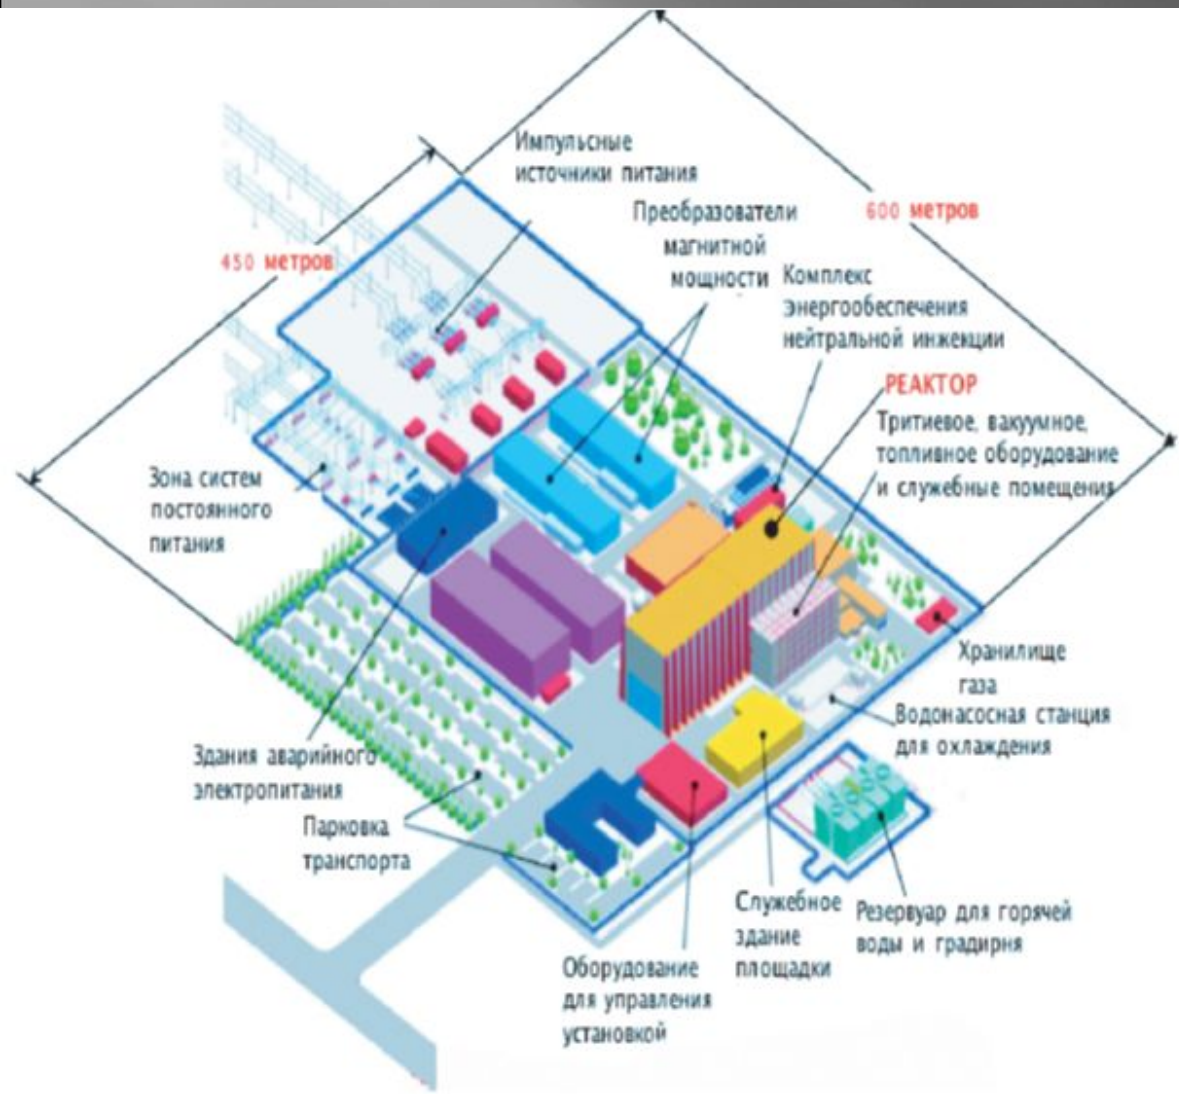 Импульсные
источники питания
Преобразователи
магнитной
мощности
600 метров
450 метров
Комплекс
энергообеспечения
нейтральной инжекции
РЕАКТОР
Тритиевое, вакуумное,
топливное оборудование
и служебные помещения
Зона систем
постоянного
питания
Хранилище
газа
Водонасосная станция
для охлаждения
Здания аварийного
электропитания
Парковка
транспорта
Служебное
здание
площадки
Резервуар для горячей
воды и градирня
Оборудование
для управления
установкой